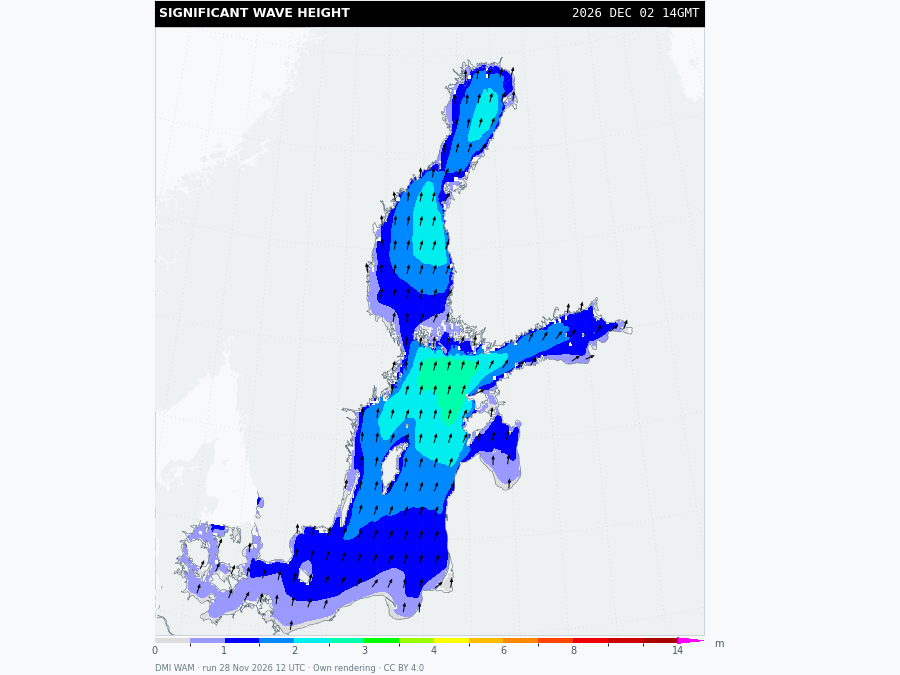 SIGNIFICANT WAVE HEIGHT 2026 DEC 02 14GMT
0 1 2 3 4 6 8 14 m
DMI WAM · run 28 Nov 2026 12 UTC · Own rendering · CC BY 4.0